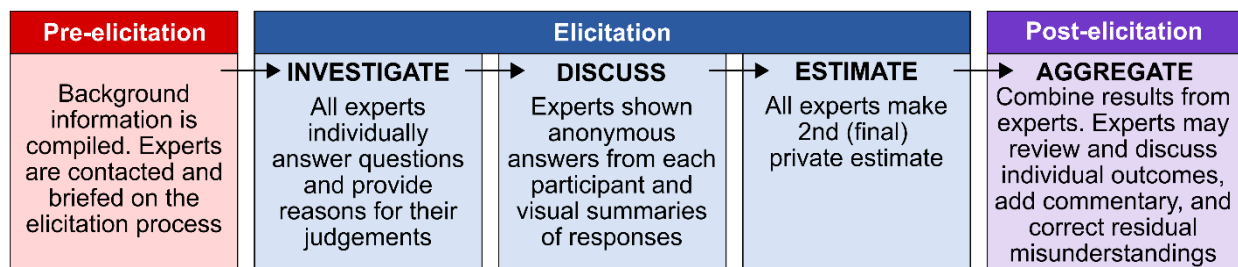 Pre-elicitation
Background
information is
compiled. Experts
are contacted and
briefed on the
elicitation process
Elicitation
INVESTIGATE
All experts
individually
answer questions
and provide
reasons for their
judgements
DISCUSS
Experts shown
anonymous
answers from each
participant and
visual summaries
of responses
ESTIMATE
All experts make
2nd (final)
private estimate
Post-elicitation
AGGREGATE
Combine results from
experts. Experts may
review and discuss
individual outcomes,
add commentary, and
correct residual
misunderstandings